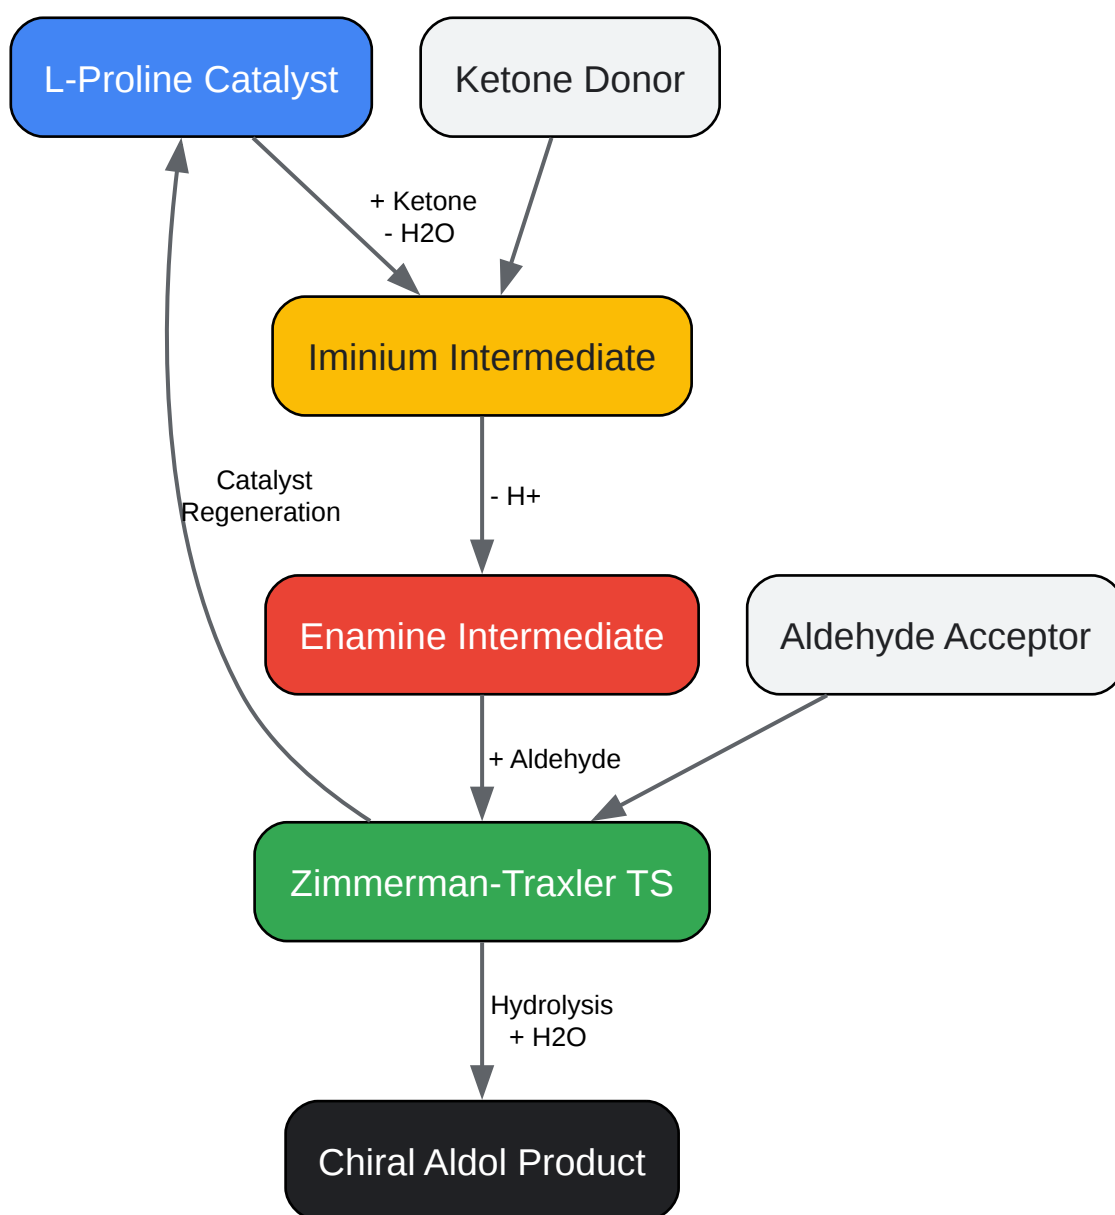 L-Proline Catalyst
Ketone Donor
+ Ketone
- H2O
Iminium Intermediate
Catalyst
Regeneration
- H+
Enamine Intermediate
Aldehyde Acceptor
+ Aldehyde
Zimmerman-Traxler TS
Hydrolysis
+ H2O
Chiral Aldol Product